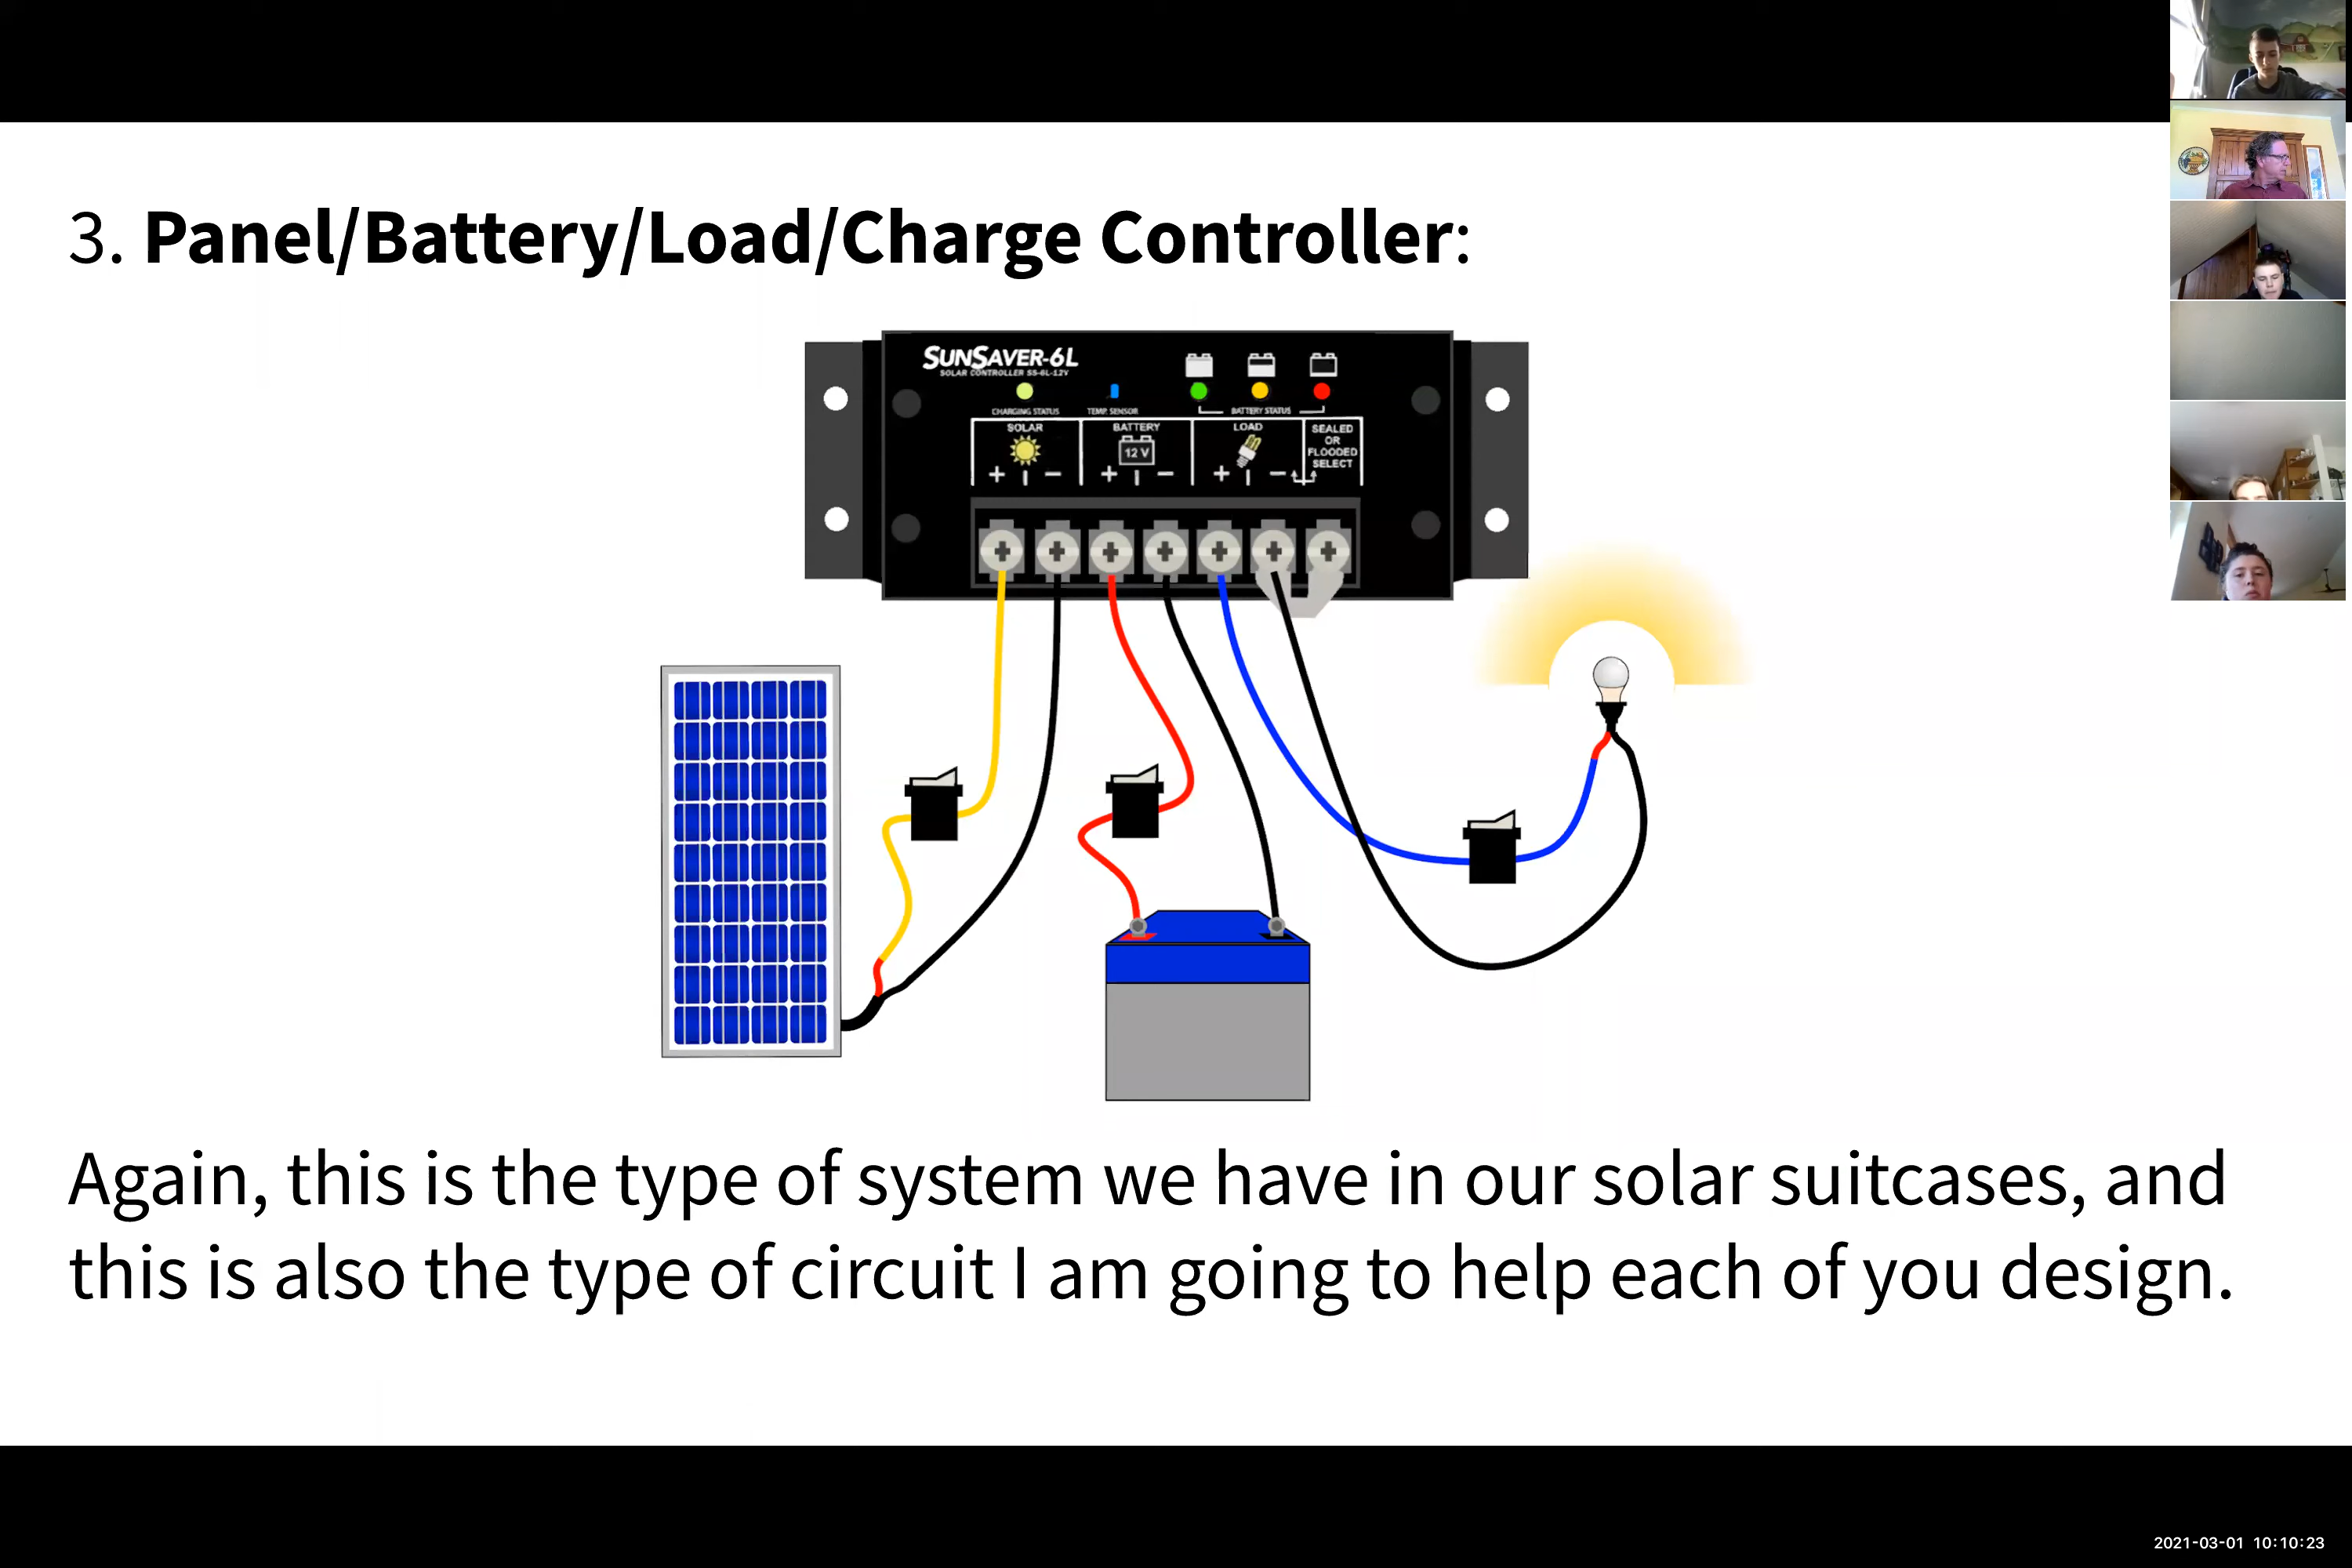 3. Panel/Battery/Load/Charge Controller:
SUNSAVER-6L
SOLAR CONTROLLER SS-6L-12V
CHARGING STATUS TEMP. SENSOR BATTERY STATUS
SOLAR BATTERY LOAD SEALED
OR
FLOODED
SELECT
12 V
+ − + − + −
Again, this is the type of system we have in our solar suitcases, and
this is also the type of circuit I am going to help each of you design.
2021-03-01 10:10:23